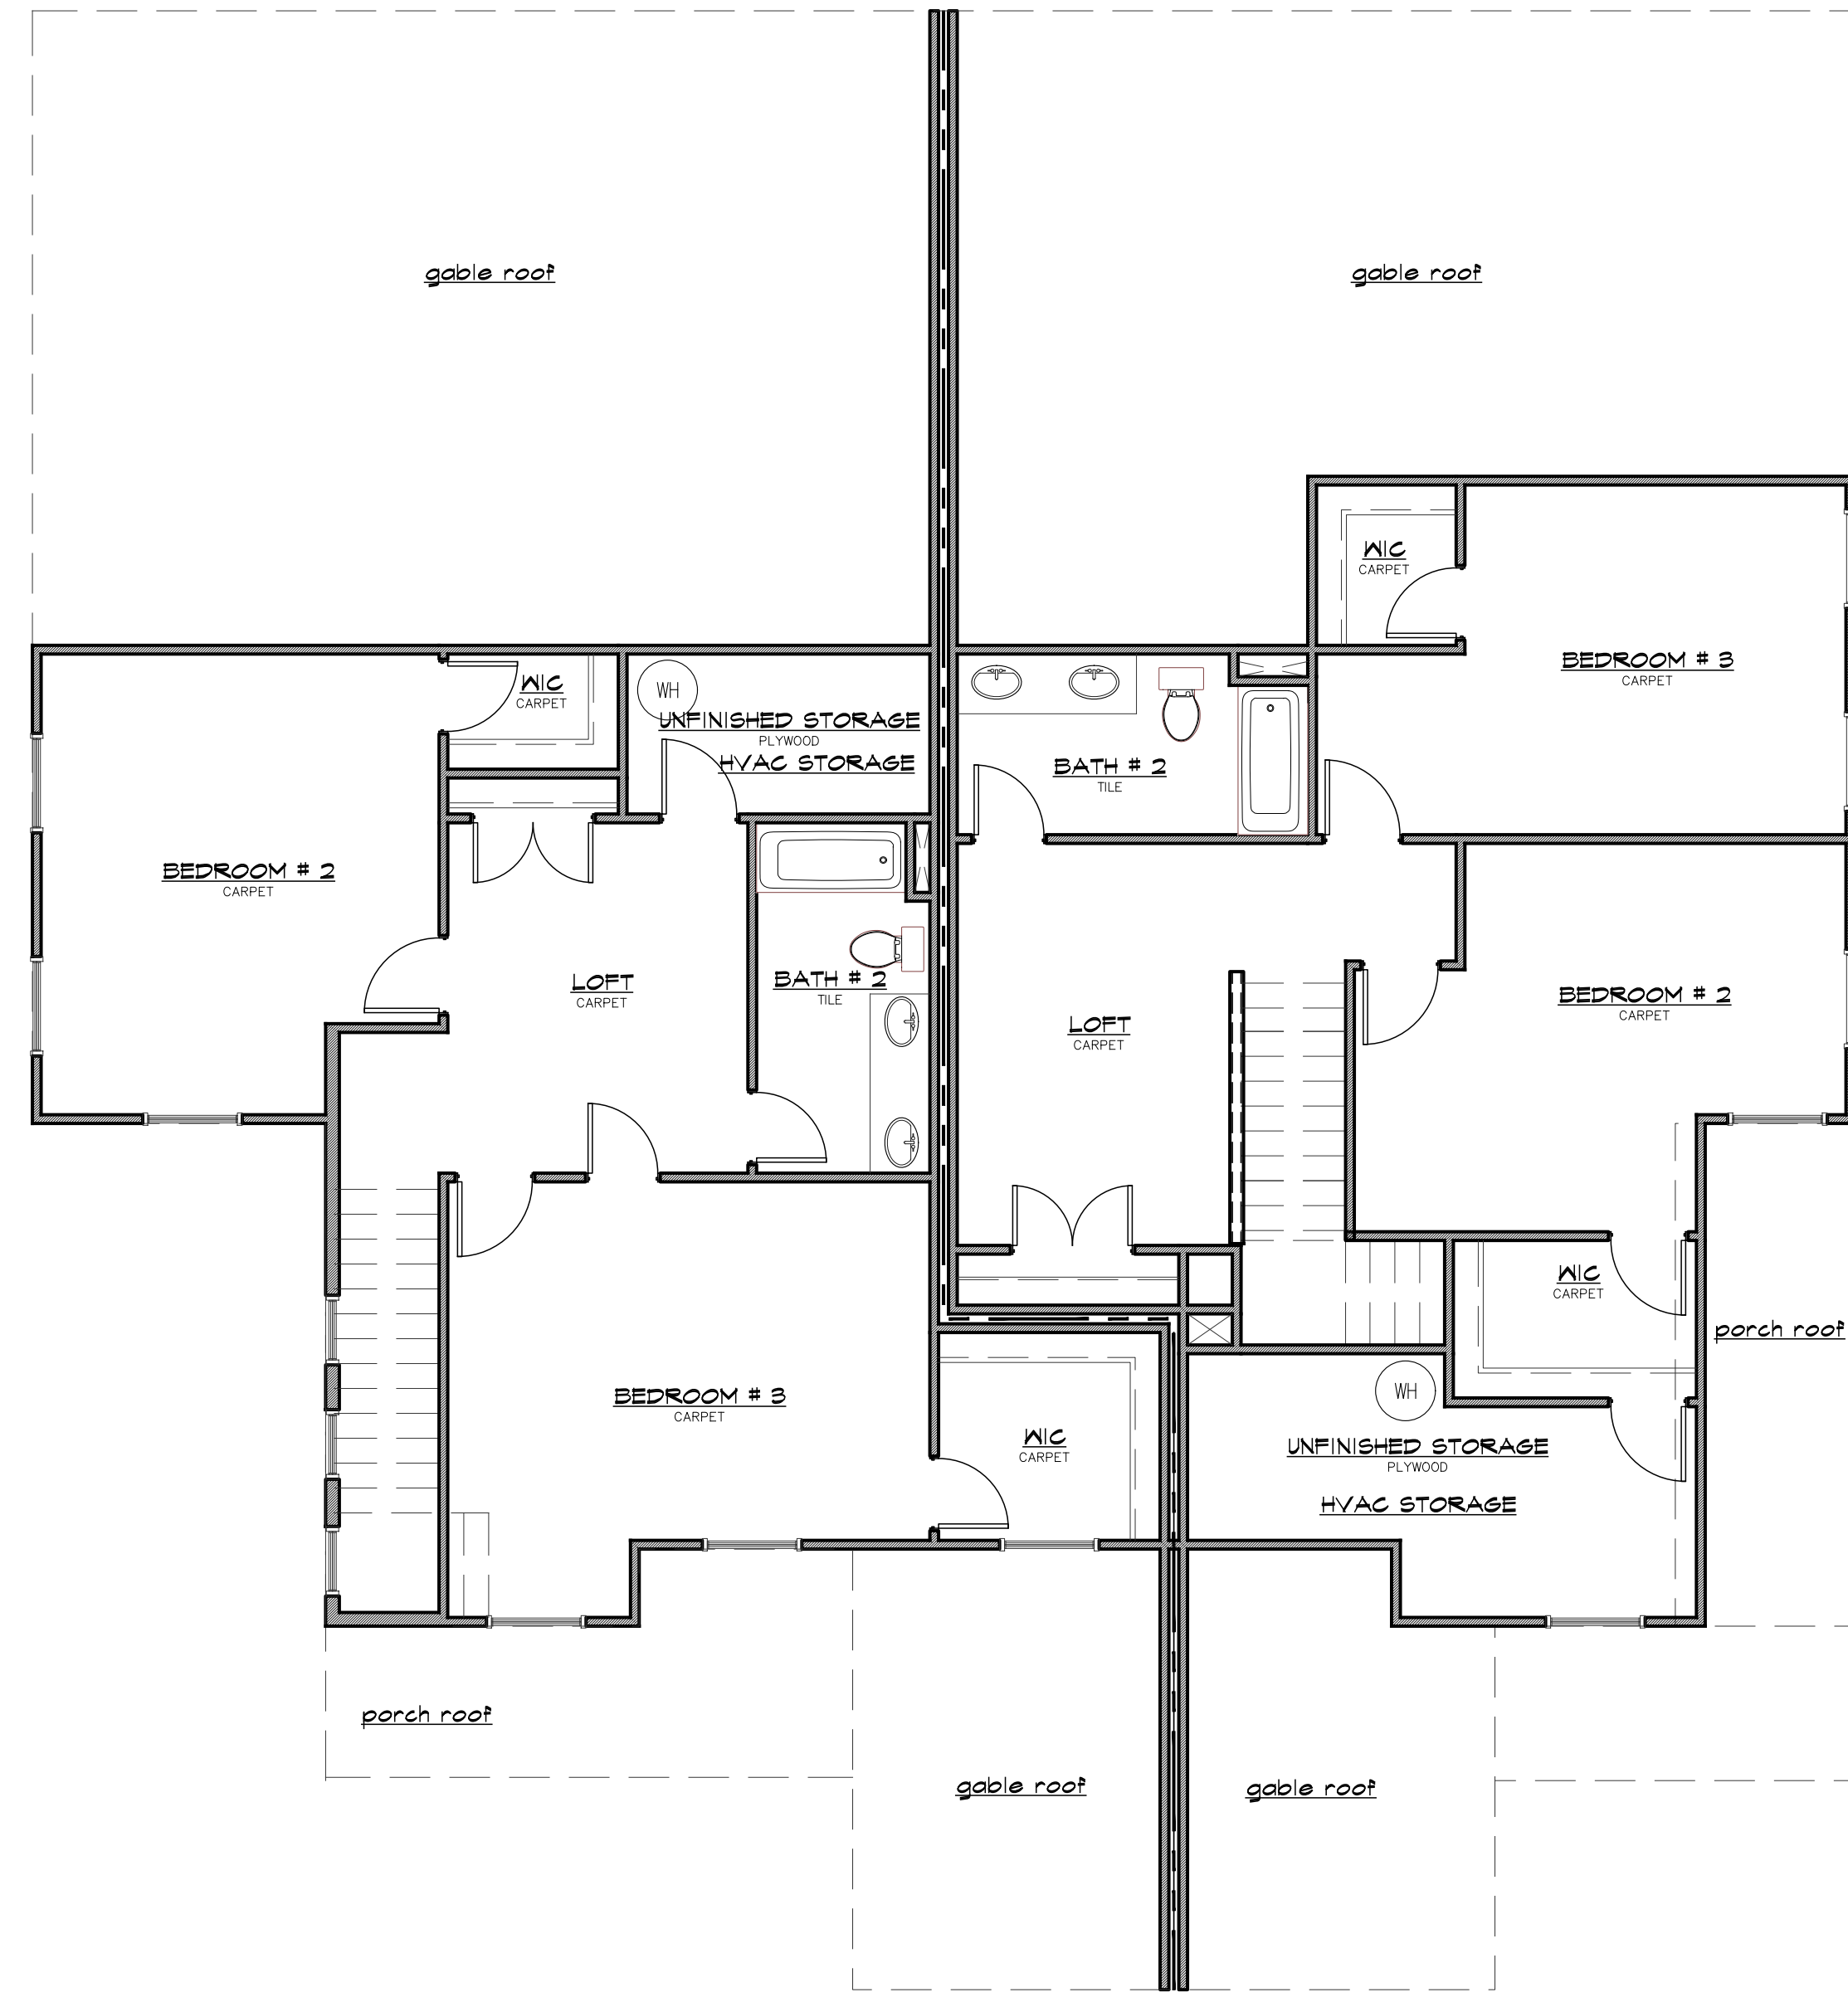 gable roof
gable roof
WIC
CARPET
BEDROOM # 3
CARPET
WIC
CARPET
WH
UNFINISHED STORAGE
PLYWOOD
HVAC STORAGE
BATH # 2
TILE
BEDROOM # 2
CARPET
LOFT
CARPET
BATH # 2
TILE
LOFT
CARPET
BEDROOM # 2
CARPET
WIC
CARPET
porch roof
BEDROOM # 3
CARPET
WIC
CARPET
WH
UNFINISHED STORAGE
PLYWOOD
HVAC STORAGE
porch roof
gable roof
gable roof